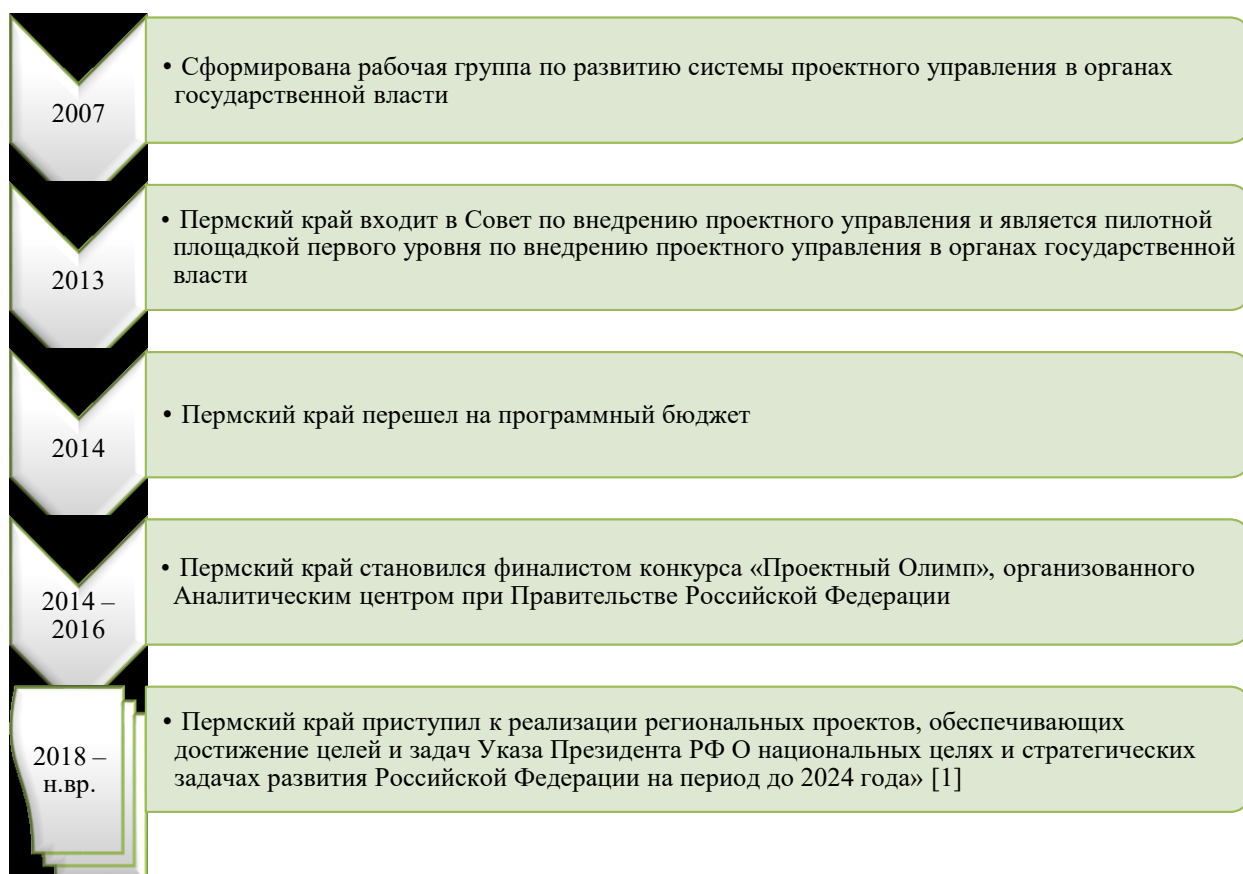 2007
• Сформирована рабочая группа по развитию системы проектного управления в органах
государственной власти
2013
• Пермский край входит в Совет по внедрению проектного управления и является пилотной
площадкой первого уровня по внедрению проектного управления в органах государственной
власти
2014
• Пермский край перешел на программный бюджет
2014 –
2016
• Пермский край становился финалистом конкурса «Проектный Олимп», организованного
Аналитическим центром при Правительстве Российской Федерации
2018 –
н.вр.
• Пермский край приступил к реализации региональных проектов, обеспечивающих
достижение целей и задач Указа Президента РФ О национальных целях и стратегических
задачах развития Российской Федерации на период до 2024 года» [1]